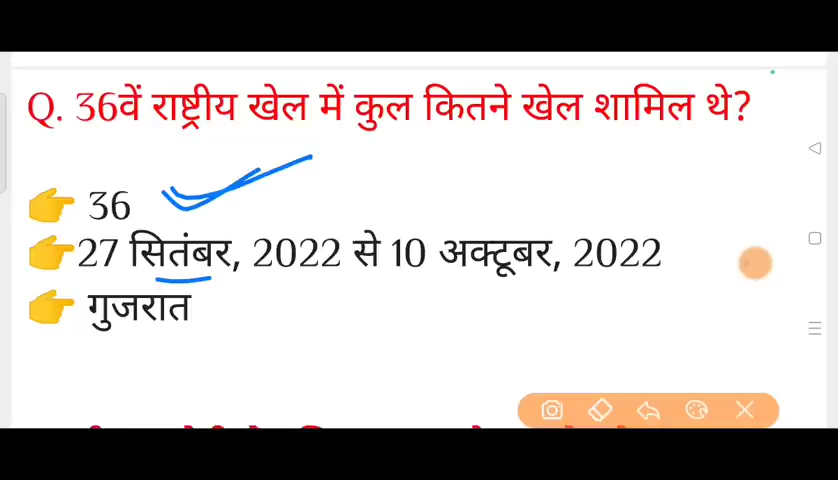 Q. 36वें राष्ट्रीय खेल में कुल कितने खेल शामिल थे?
👉 36
👉27 सितंबर, 2022 से 10 अक्टूबर, 2022
👉 गुजरात